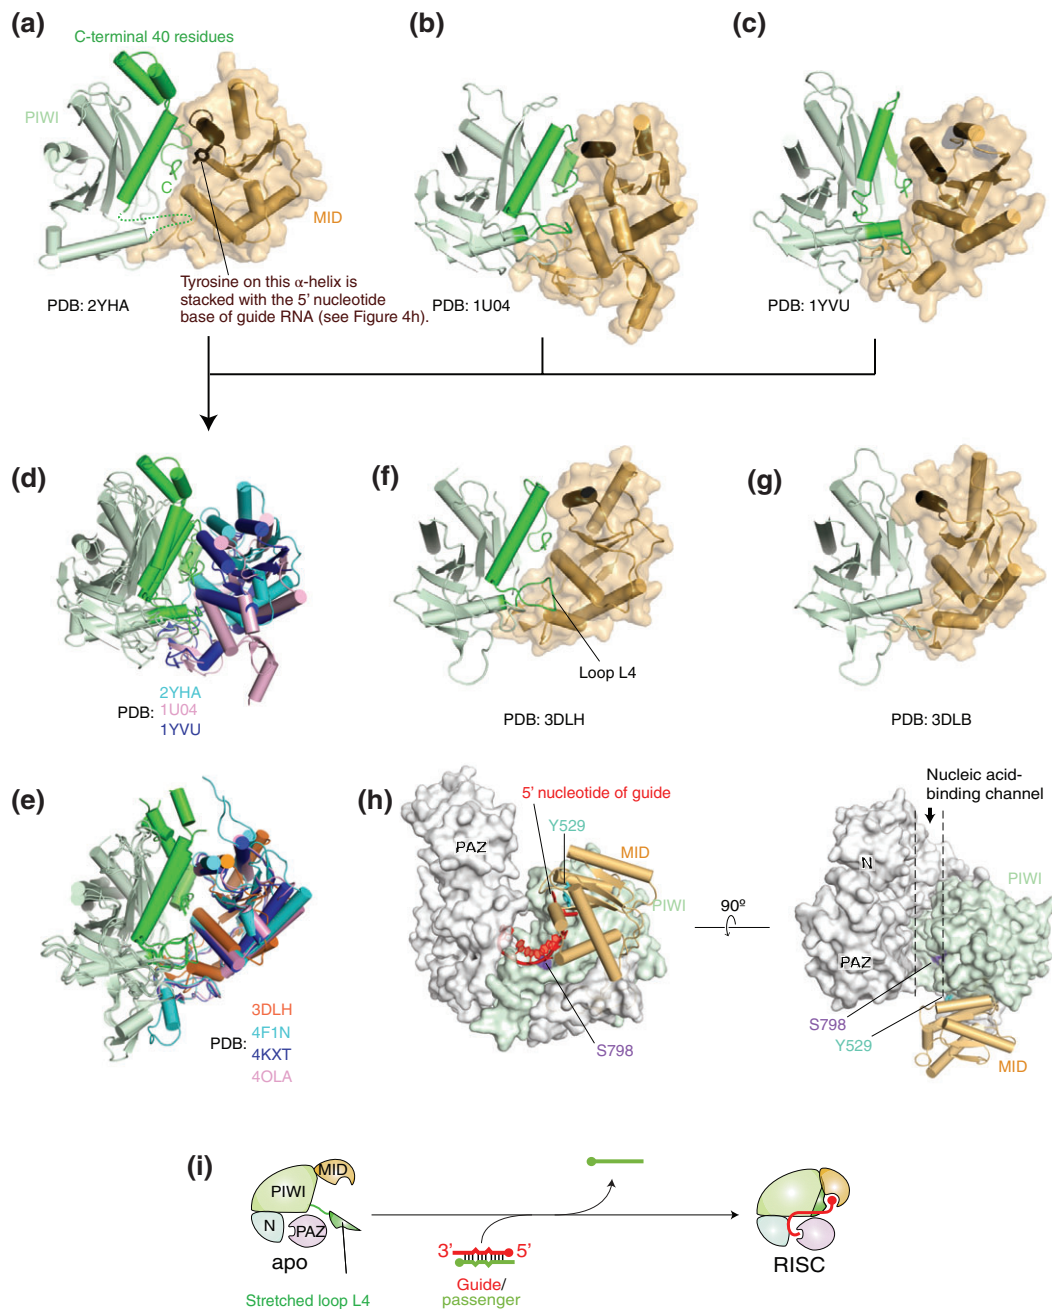 (a)
C-terminal 40 residues
PIWI
C
MID
Tyrosine on this α-helix is
stacked with the 5' nucleotide
base of guide RNA (see Figure 4h).
PDB: 2YHA
(b)
PDB: 1U04
(c)
PDB: 1YVU
(d)
PDB:
2YHA
1U04
1YVU
(f)
Loop L4
PDB: 3DLH
(g)
PDB: 3DLB
(e)
PDB:
3DLH
4F1N
4KXT
4OLA
(h)
5' nucleotide of guide
Y529
MID
PAZ
PIWI
S798
90º
Nucleic acid-
binding channel
N
PIWI
PAZ
S798
Y529
MID
(i)
MID
PIWI
N
PAZ
apo
Stretched loop L4
3' 5'
Guide/
passenger
RISC